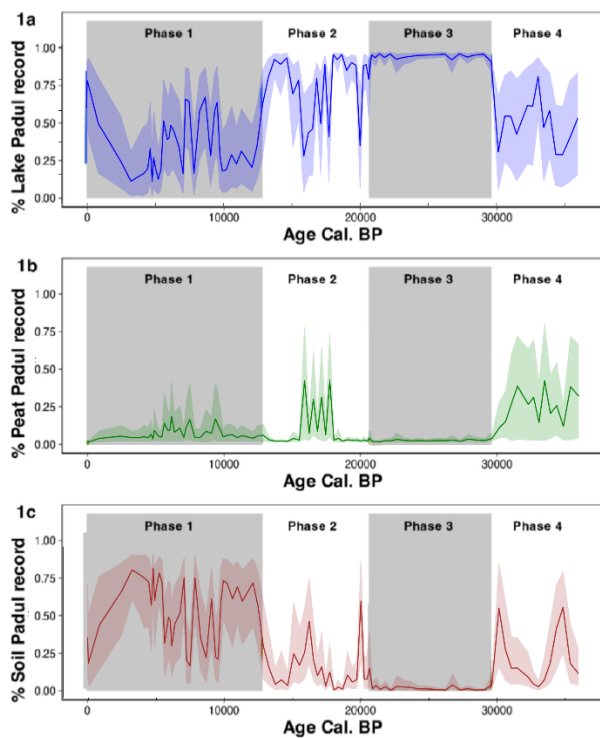 1a
Phase 1 Phase 2 Phase 3 Phase 4
% Lake Padul record
1.00
0.75
0.50
0.25
0.00
0 10000 20000 30000
Age Cal. BP
1b
Phase 1 Phase 2 Phase 3 Phase 4
% Peat Padul record
1.00
0.75
0.50
0.25
0.00
0 10000 20000 30000
Age Cal. BP
1c
Phase 1 Phase 2 Phase 3 Phase 4
% Soil Padul record
1.00
0.75
0.50
0.25
0.00
0 10000 20000 30000
Age Cal. BP